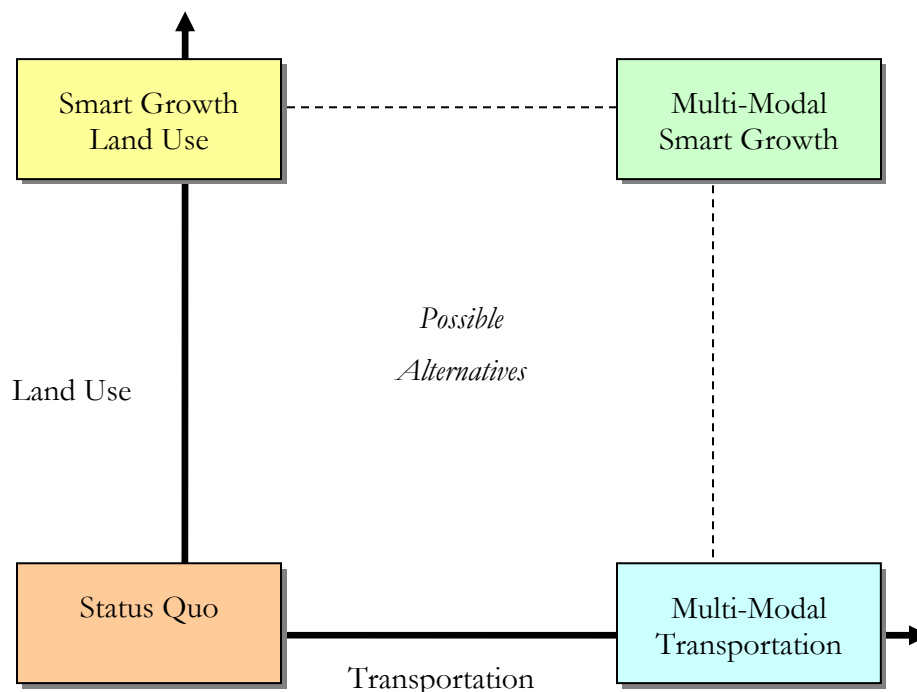 Smart Growth
Land Use
Multi-Modal
Smart Growth
Possible
Alternatives
Land Use
Status Quo
Multi-Modal
Transportation
Transportation